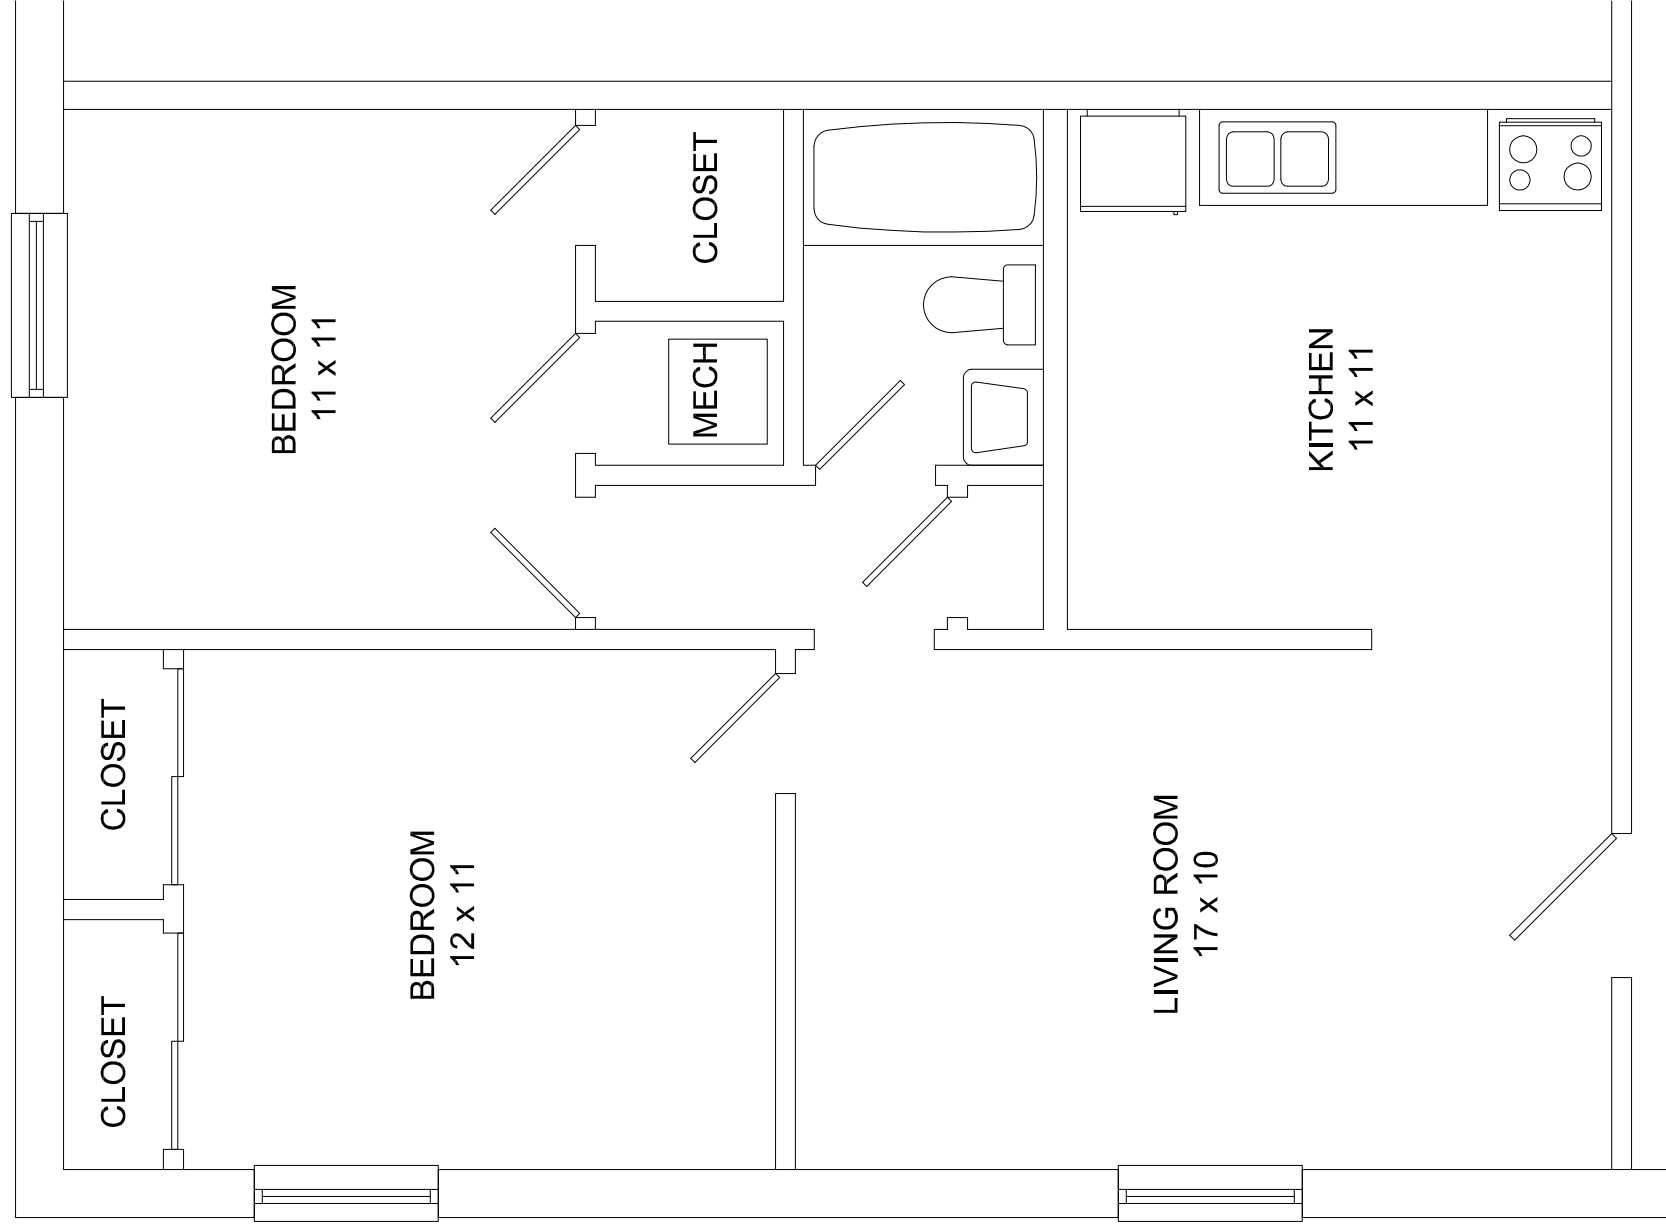 CLOSET
BEDROOM
11 x 11
MECH
KITCHEN
11 x 11
CLOSET
BEDROOM
12 x 11
LIVING ROOM
17 x 10
CLOSET